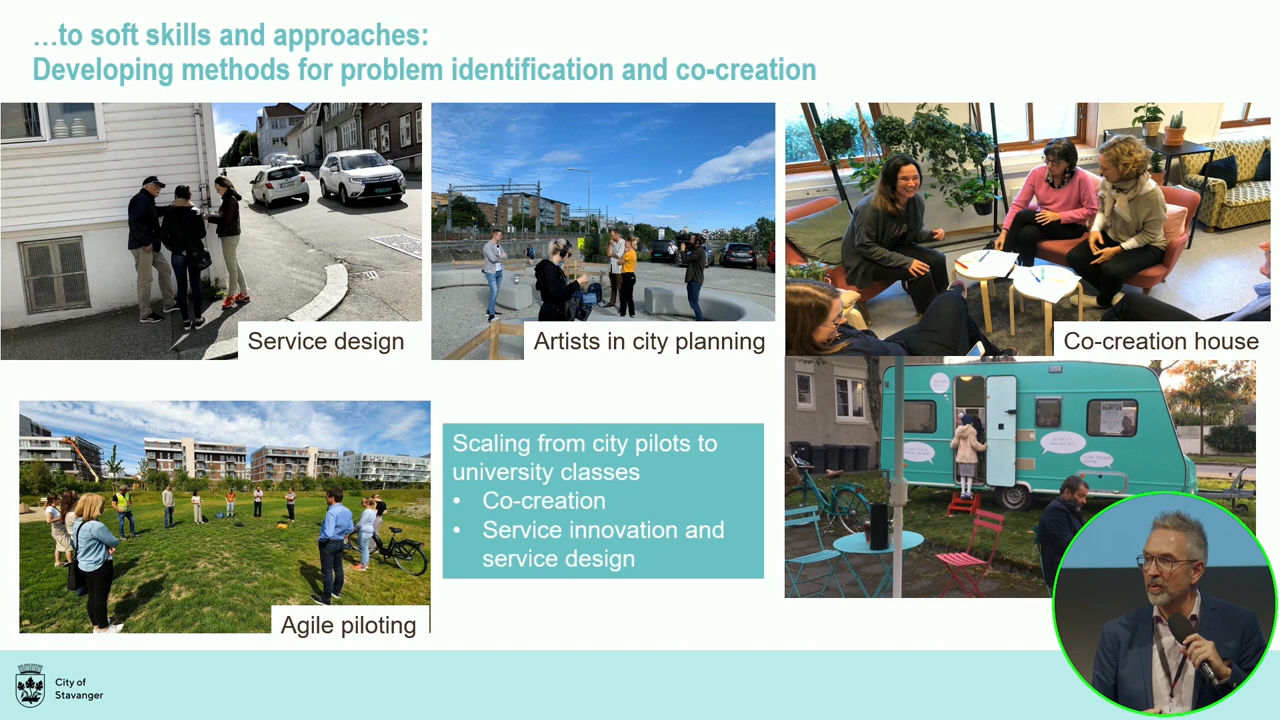 …to soft skills and approaches:
Developing methods for problem identification and co-creation
Service design
Artists in city planning
Co-creation house
Scaling from city pilots to
university classes
• Co-creation
• Service innovation and
service design
Agile piloting
City of
Stavanger